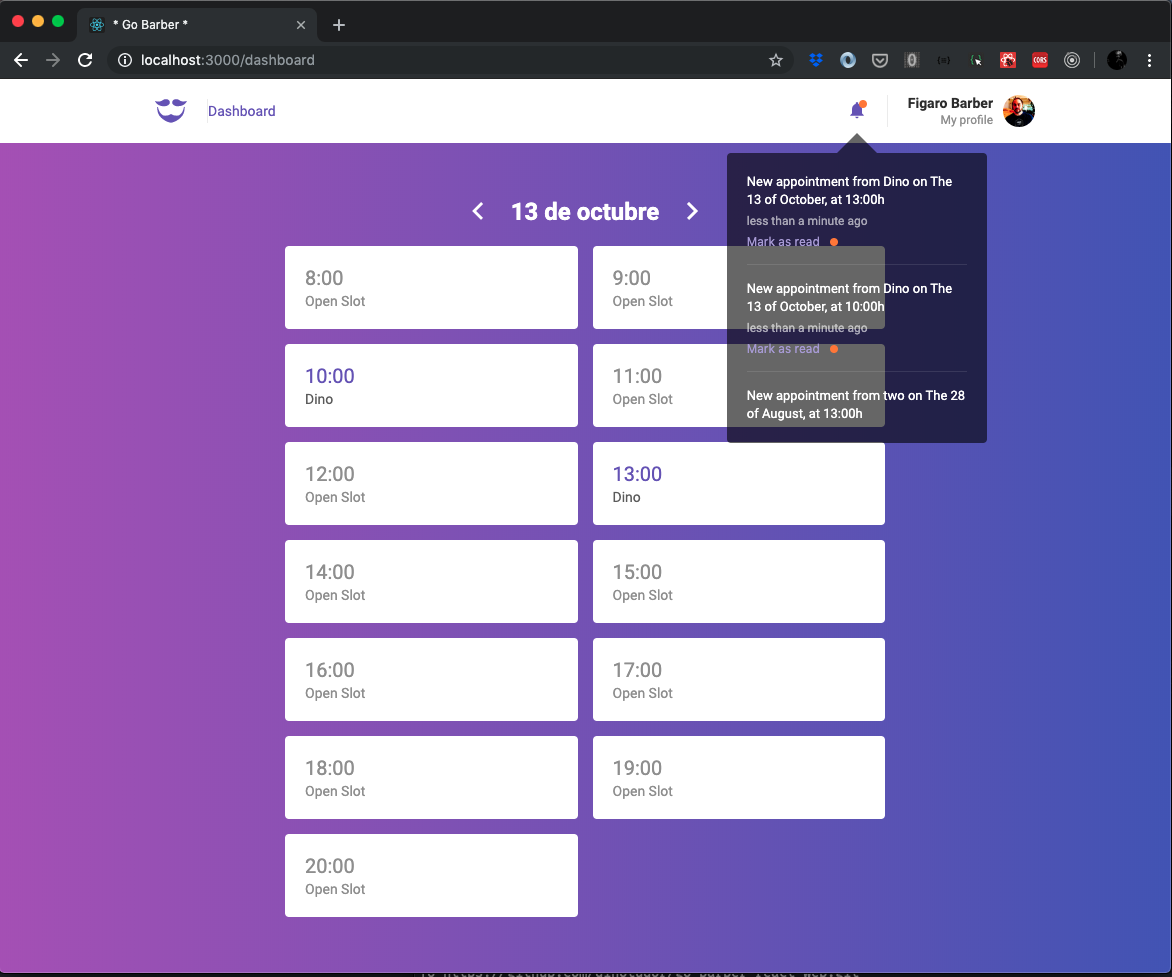 * Go Barber *
localhost:3000/dashboard
CORS
Dashboard
Figaro Barber
My profile
New appointment from Dino on The
13 of October, at 13:00h
less than a minute ago
Mark as read
New appointment from Dino on The
13 of October, at 10:00h
less than a minute ago
Mark as read
New appointment from two on The 28
of August, at 13:00h
13 de octubre
8:00
Open Slot
9:00
Open Slot
10:00
Dino
11:00
Open Slot
12:00
Open Slot
13:00
Dino
14:00
Open Slot
15:00
Open Slot
16:00
Open Slot
17:00
Open Slot
18:00
Open Slot
19:00
Open Slot
20:00
Open Slot